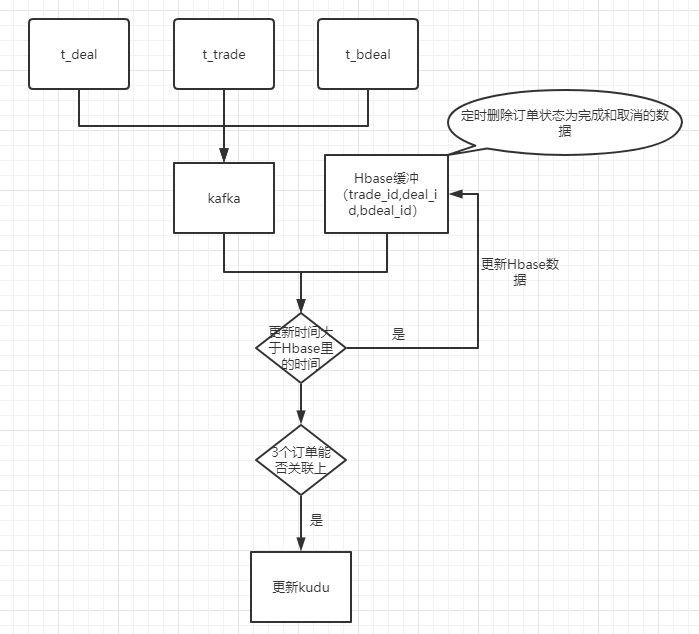 t_deal
t_trade
t_bdeal
定时删除订单状态为完成和取消的数
据
kafka
Hbase缓冲
（trade_id,deal_i
d,bdeal_id）
更新Hbase数
据
更新时间大
于Hbase里
的时间
是
3个订单能
否关联上
是
更新kudu